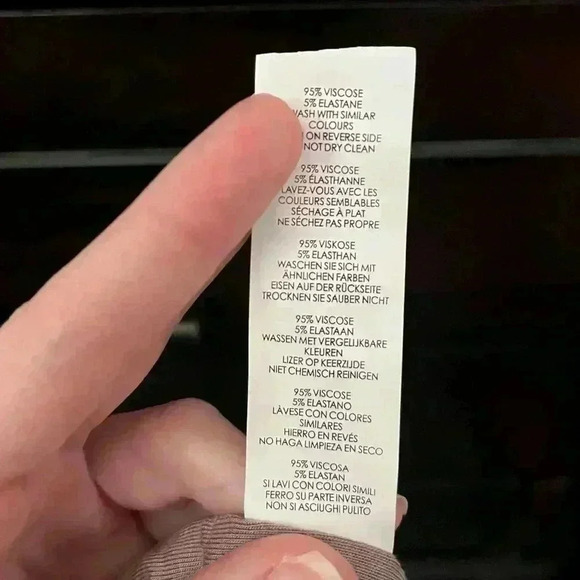 95% VISCOSE
5% ELASTANE
WITH SIMILAR
COLOURS
ON REVERSE SIDE
NOT DRY CLEAN
95% VISCOSE
5% ÉLASTHANNE
LAVEZ-VOUS AVEC LES
COULEURS SEMBLABLES
SÉCHAGE À PLAT
NE SÉCHEZ PAS PROPRE
95% VISKOSE
5% ELASTHAN
WASCHEN SIE SICH MIT
ÄHNLICHEN FARBEN
EISEN AUF DER RÜCKSEITE
TROCKNEN SIE SAUBER NICHT
95% VISCOSE
5% ELASTAAN
WASSEN MET VERGELIJKBARE
KLEUREN
IJZER OP KEERZIJDE
NIET CHEMISCH REINIGEN
95% VISCOSE
5% ELASTANO
LÀVESE CON COLORES
SIMILARES
HIERRO EN REVÉS
NO HAGA LIMPIEZA EN SECO
95% VISCOSA
5% ELASTAN
SI LAVI CON COLORI SIMILI
FERRO SU PARTE INVERSA
NON SI ASCIUGHI PULITO